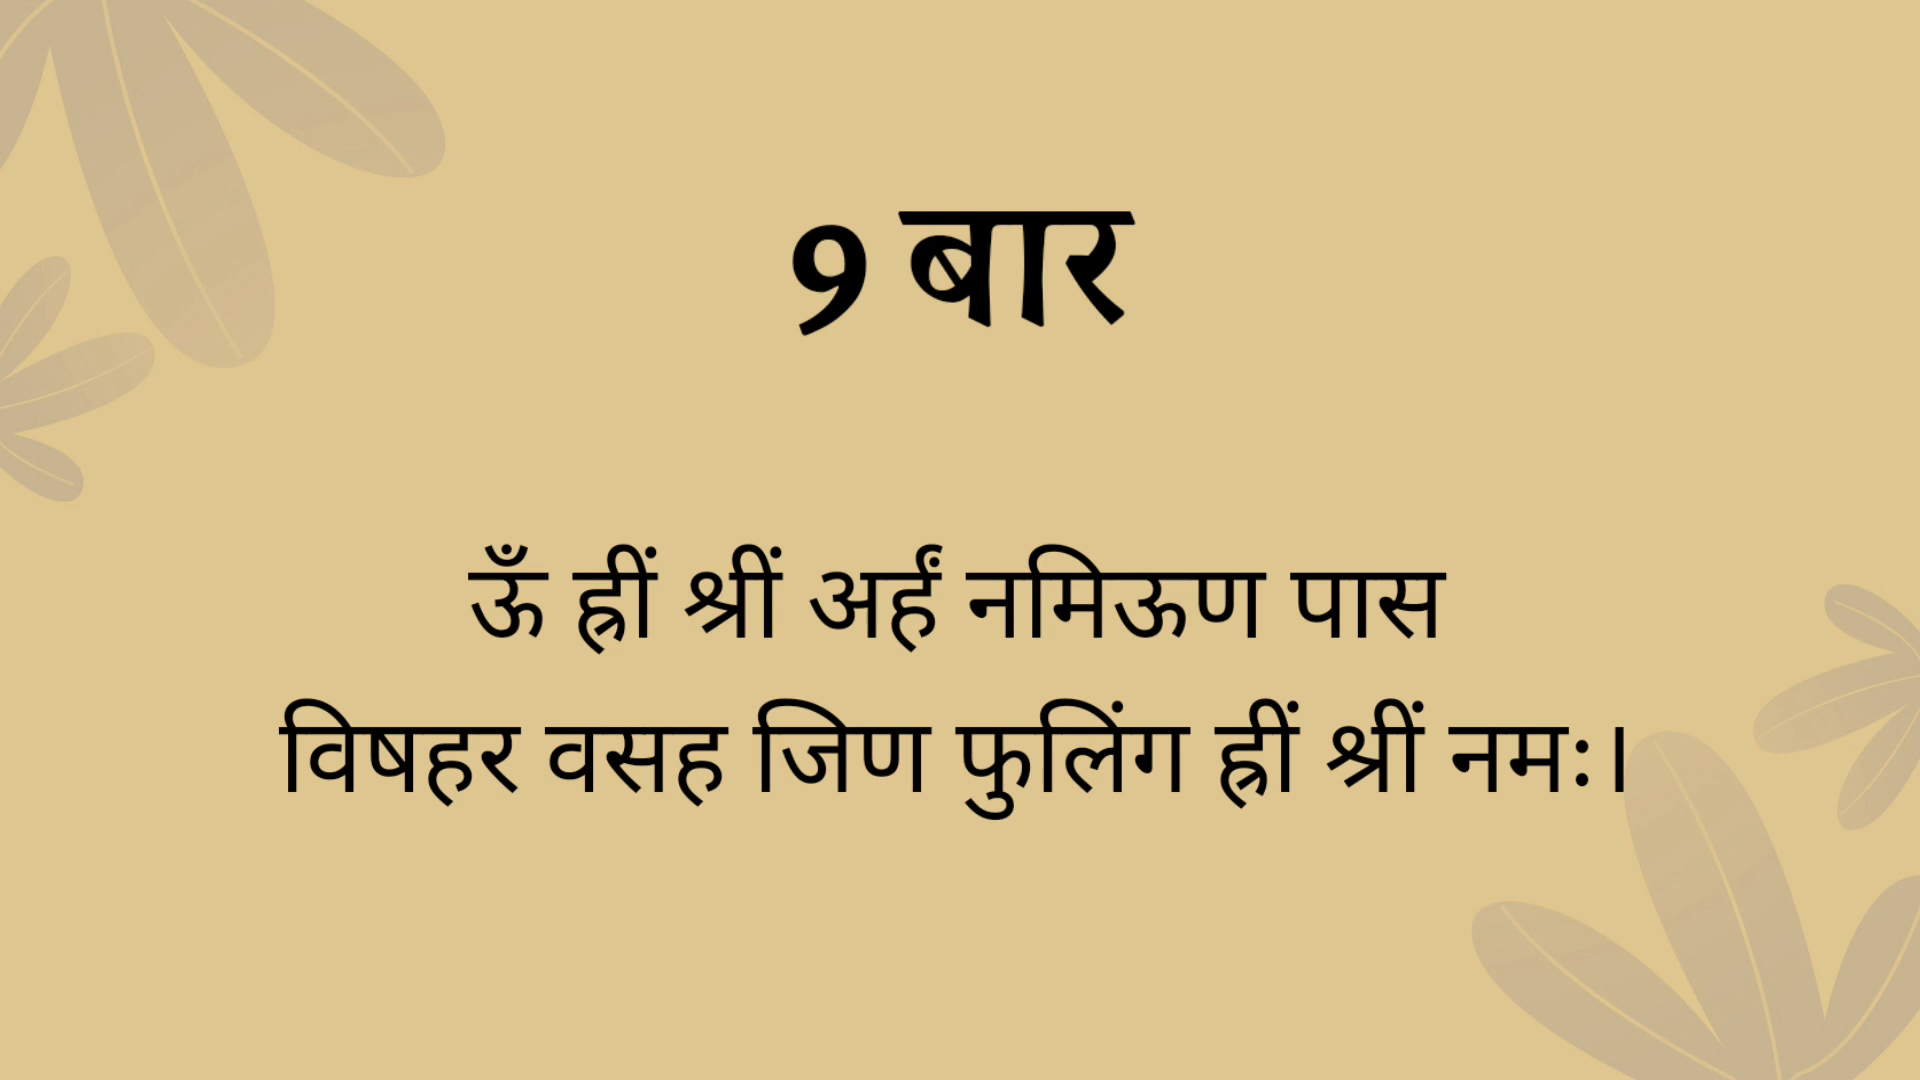 9 बार
ऊँ ह्रीं श्रीं अर्हं नमिऊण पास
विषहर वसह जिण फुलिंग ह्रीं श्रीं नमः।